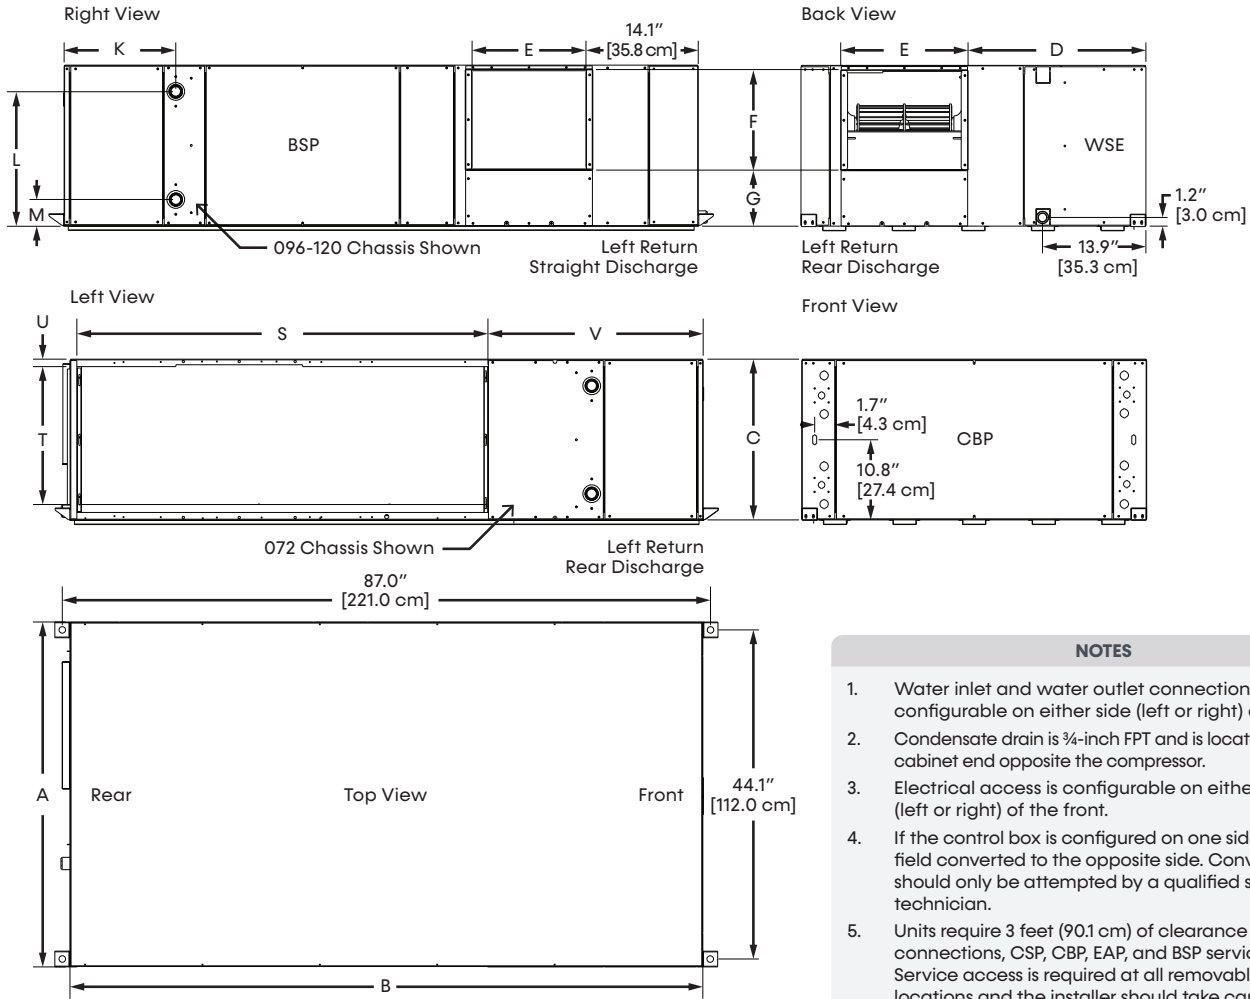 Right View
Back View
K
E
14.1″
[35.8 cm]
E
D
L
M
BSP
F
G
WSE
1.2″
[3.0 cm]
096-120 Chassis Shown
Left Return
Straight Discharge
Left Return
Rear Discharge
13.9″
[35.3 cm]
Left View
Front View
U
S
V
T
C
1.7″
[4.3 cm]
CBP
10.8″
[27.4 cm]
072 Chassis Shown
Left Return
Rear Discharge
87.0″
[221.0 cm]
A
Rear
Top View
Front
44.1″
[112.0 cm]
B
NOTES
1. Water inlet and water outlet connection
configurable on either side (left or right)
2. Condensate drain is ¾-inch FPT and is locat
cabinet end opposite the compressor.
3. Electrical access is configurable on eithe
(left or right) of the front.
4. If the control box is configured on one sid
field converted to the opposite side. Conv
should only be attempted by a qualified s
technician.
5. Units require 3 feet (90.1 cm) of clearance
connections, CSP, CBP, EAP, and BSP servic
Service access is required at all removabl
locations and the installer should take car